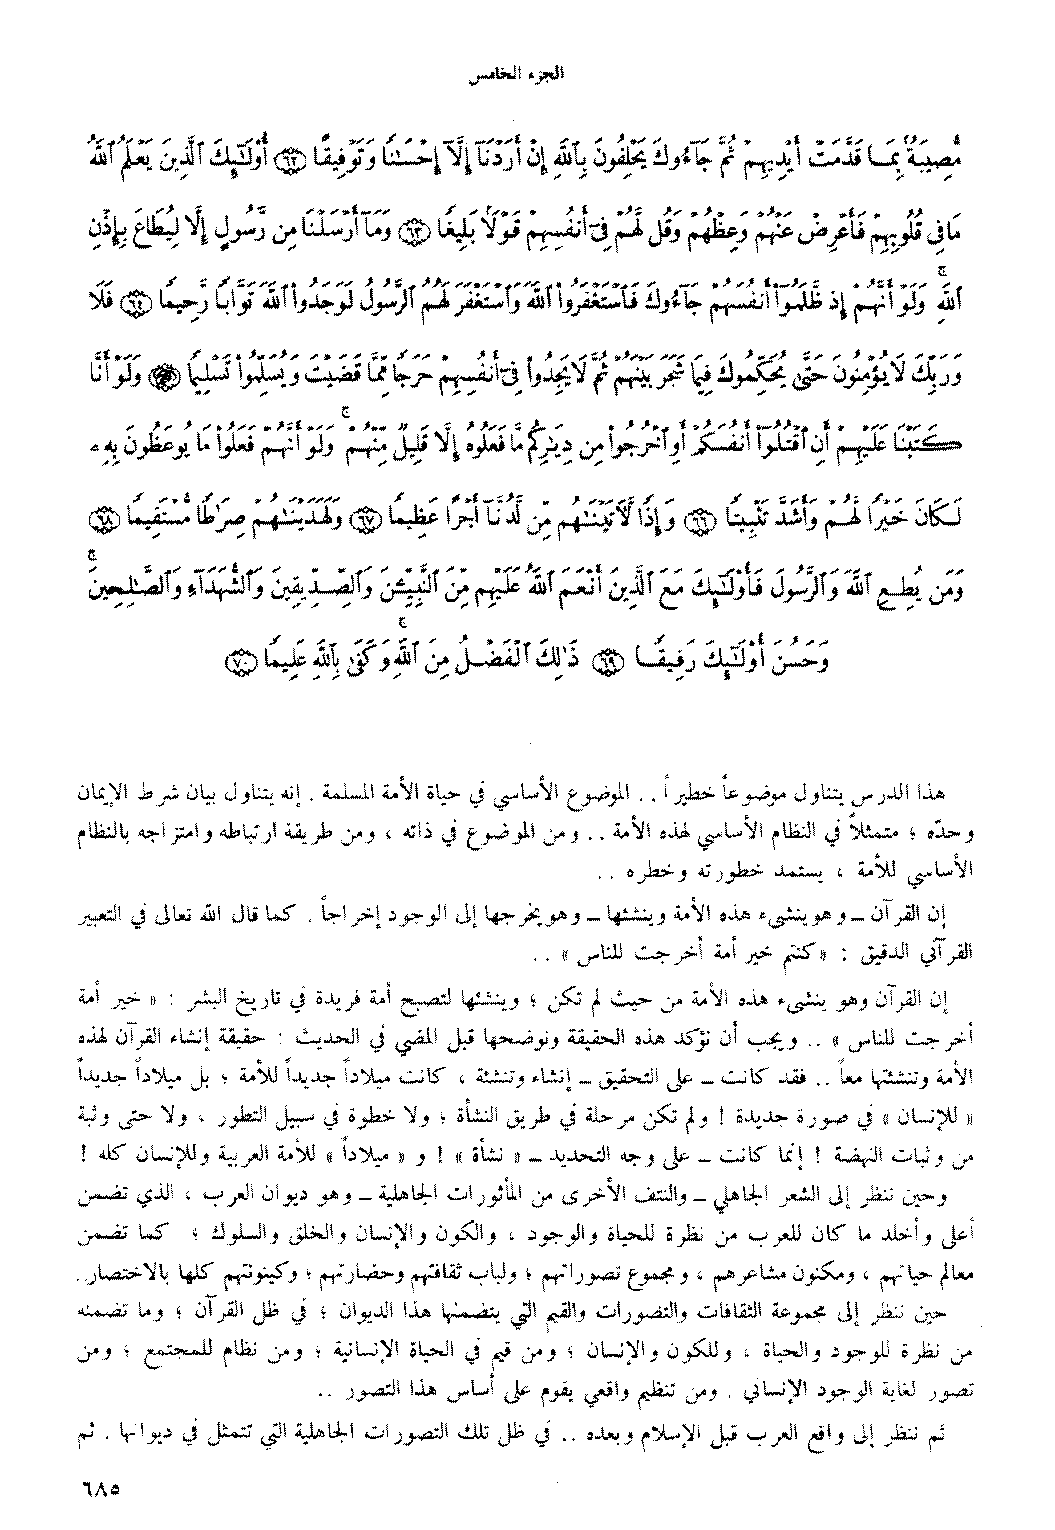 الجزء الخامس
مُّصِيبَةٌ بِمَا قَدَّمَتْ أَيْدِيهِمْ ثُمَّ جَآءُوكَ يَحْلِفُونَ بِٱللَّهِ إِنْ أَرَدْنَآ إِلَّآ إِحْسَٰنًا وَتَوْفِيقًا ٦٢ أُوْلَٰٓئِكَ ٱلَّذِينَ يَعْلَمُ ٱللَّهُ
مَا فِى قُلُوبِهِمْ فَأَعْرِضْ عَنْهُمْ وَعِظْهُمْ وَقُل لَّهُمْ فِىٓ أَنفُسِهِمْ قَوْلًۢا بَلِيغًا ٦٣ وَمَآ أَرْسَلْنَا مِن رَّسُولٍ إِلَّا لِيُطَاعَ بِإِذْنِ
ٱللَّهِۚ وَلَوْ أَنَّهُمْ إِذ ظَّلَمُوٓاْ أَنفُسَهُمْ جَآءُوكَ فَٱسْتَغْفَرُواْ ٱللَّهَ وَٱسْتَغْفَرَ لَهُمُ ٱلرَّسُولُ لَوَجَدُواْ ٱللَّهَ تَوَّابًا رَّحِيمًا ٦٤ فَلَا
وَرَبِّكَ لَا يُؤْمِنُونَ حَتَّىٰ يُحَكِّمُوكَ فِيمَا شَجَرَ بَيْنَهُمْ ثُمَّ لَا يَجِدُواْ فِىٓ أَنفُسِهِمْ حَرَجًا مِّمَّا قَضَيْتَ وَيُسَلِّمُواْ تَسْلِيمًا ٦٥ وَلَوْ أَنَّا
كَتَبْنَا عَلَيْهِمْ أَنِ ٱقْتُلُوٓاْ أَنفُسَكُمْ أَوِ ٱخْرُجُواْ مِن دِيَٰرِكُم مَّا فَعَلُوهُ إِلَّا قَلِيلٌ مِّنْهُمْۚ وَلَوْ أَنَّهُمْ فَعَلُواْ مَا يُوعَظُونَ بِهِۦ
لَكَانَ خَيْرًا لَّهُمْ وَأَشَدَّ تَثْبِيتًا ٦٦ وَإِذًا لَّأَتَيْنَٰهُم مِّن لَّدُنَّآ أَجْرًا عَظِيمًا ٦٧ وَلَهَدَيْنَٰهُمْ صِرَٰطًا مُّسْتَقِيمًا ٦٨
وَمَن يُطِعِ ٱللَّهَ وَٱلرَّسُولَ فَأُوْلَٰٓئِكَ مَعَ ٱلَّذِينَ أَنْعَمَ ٱللَّهُ عَلَيْهِم مِّنَ ٱلنَّبِيِّـۧنَ وَٱلصِّدِّيقِينَ وَٱلشُّهَدَآءِ وَٱلصَّٰلِحِينَۚ
وَحَسُنَ أُوْلَٰٓئِكَ رَفِيقًا ٦٩ ذَٰلِكَ ٱلْفَضْلُ مِنَ ٱللَّهِۚ وَكَفَىٰ بِٱللَّهِ عَلِيمًا ٧٠
هذا الدرس يتناول موضوعاً خطيراً . . الموضوع الأساسي في حياة الأمة المسلمة . إنه يتناول بيان شرط الإيمان
وحدّه ؛ متمثلاً في النظام الأساسي لهذه الأمة .. ومن الموضوع في ذاته ، ومن طريقة ارتباطه وامتزاجه بالنظام
الأساسي للأمة ، يستمد خطورته وخطره ..
إن القرآن ــ وهو ينشىء هذه الأمة وينشئها ــ وهو يخرجها إلى الوجود إخراجاً . كما قال الله تعالى في التعبير
القرآني الدقيق : « كنتم خير أمة أخرجت للناس » ..
إن القرآن وهو ينشىء هذه الأمة من حيث لم تكن ؛ وينشئها لتصبح أمة فريدة في تاريخ البشر : « خير أمة
أخرجت للناس » .. ويجب أن نؤكد هذه الحقيقة ونوضحها قبل المضي في الحديث : حقيقة إنشاء القرآن لهذه
الأمة وتنشئتها معاً .. فقد كانت ــ على التحقيق ــ إنشاء وتنشئة ، كانت ميلاداً جديداً للأمة ؛ بل ميلاداً جديداً
« للإنسان » في صورة جديدة ! ولم تكن مرحلة في طريق النشأة ؛ ولا خطوة في سبيل التطور ، ولا حتى وثبة
من وثبات النهضة ! إنما كانت ــ على وجه التحديد ــ « نشأة » ! و « ميلاداً » للأمة العربية وللإنسان كله !
وحين ننظر إلى الشعر الجاهلي ــ والنتف الأخرى من المأثورات الجاهلية ــ وهو ديوان العرب ، الذي تضمن
أعلى وأخلد ما كان للعرب من نظرة للحياة والوجود ، والكون والإنسان والخلق والسلوك ؛ كما تضمن
معالم حياتهم ، ومكنون مشاعرهم ، ومجموع تصوراتهم ؛ ولباب ثقافتهم وحضارتهم ؛ وكينونتهم كلها بالاختصار.
حين ننظر إلى مجموعة الثقافات والتصورات والقيم التي يتضمنها هذا الديوان ؛ في ظل القرآن ؛ وما تضمنه
من نظرة للوجود والحياة ، وللكون والإنسان ؛ ومن قيم في الحياة الإنسانية ؛ ومن نظام للمجتمع ؛ ومن
تصور لغاية الوجود الإنساني . ومن تنظيم واقعي يقوم على أساس هذا التصور ..
ثم ننظر إلى واقع العرب قبل الإسلام وبعده .. في ظل تلك التصورات الجاهلية التي تتمثل في ديوانها . ثم
٦٨٥